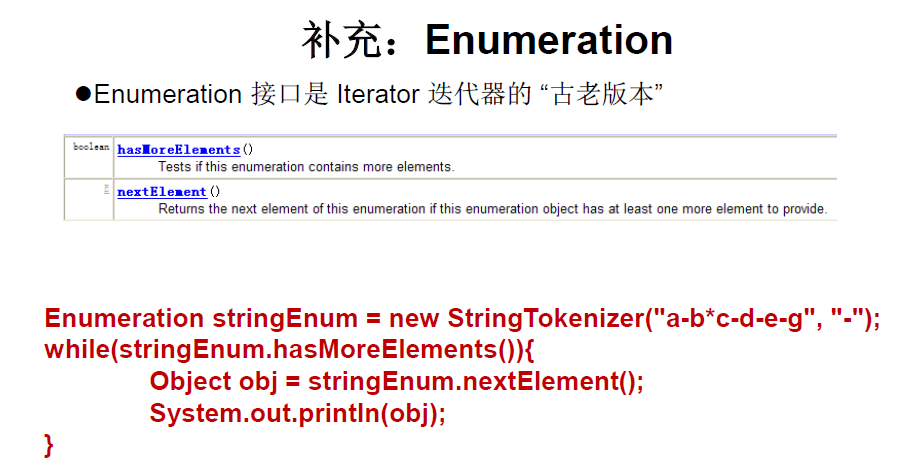 补充：Enumeration
●Enumeration 接口是 Iterator 迭代器的 “古老版本”
boolean hasMoreElements()
Tests if this enumeration contains more elements.
nextElement()
Returns the next element of this enumeration if this enumeration object has at least one more element to provide.
Enumeration stringEnum = new StringTokenizer("a-b*c-d-e-g", "-");
while(stringEnum.hasMoreElements()){
Object obj = stringEnum.nextElement();
System.out.println(obj);
}